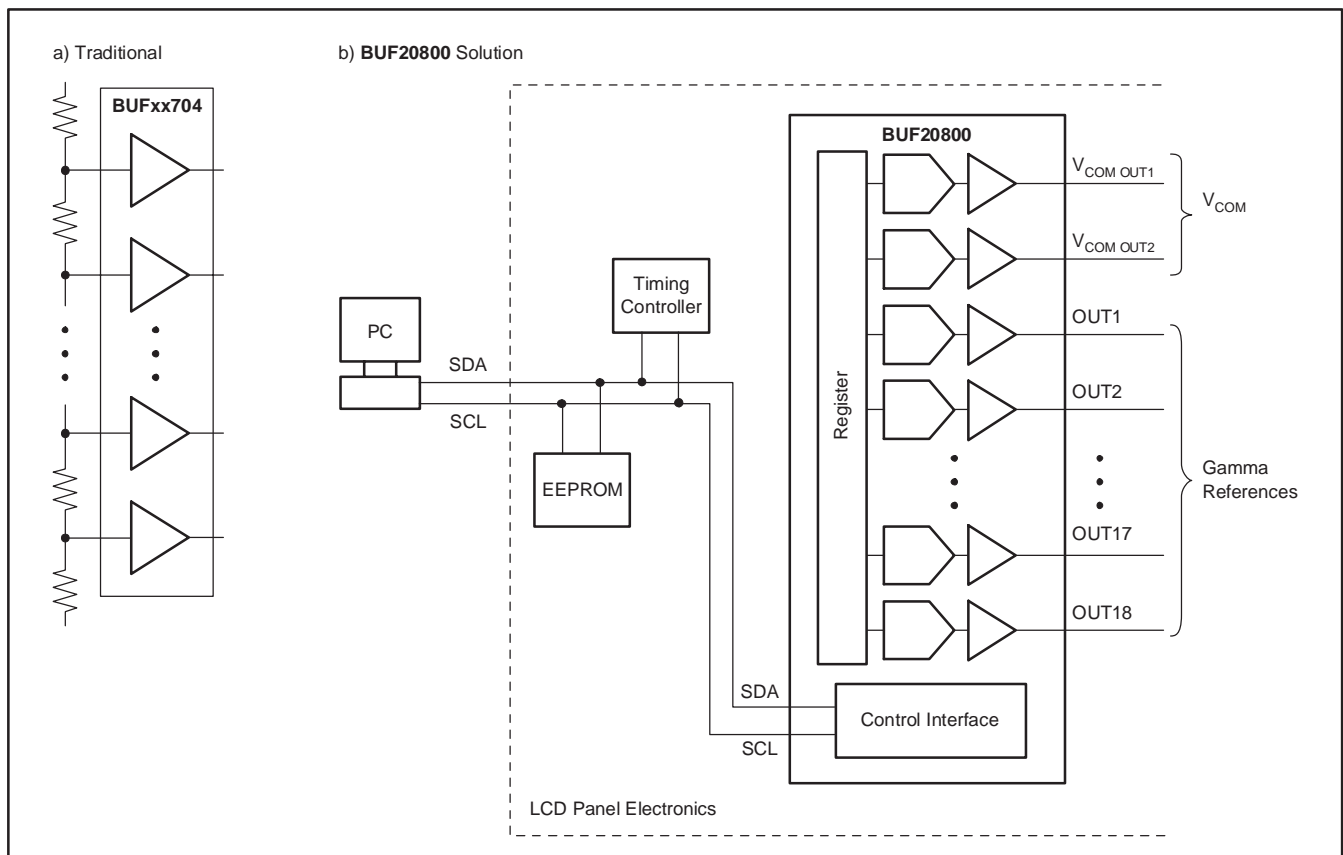 a) Traditional
BUFxx704
b) BUF20800 Solution
BUF20800
V_COM OUT1
V_COM OUT2
V_COM
OUT1
OUT2
OUT17
OUT18
Gamma
References
Register
Timing
Controller
PC
SDA
SCL
EEPROM
SDA
SCL
Control Interface
LCD Panel Electronics